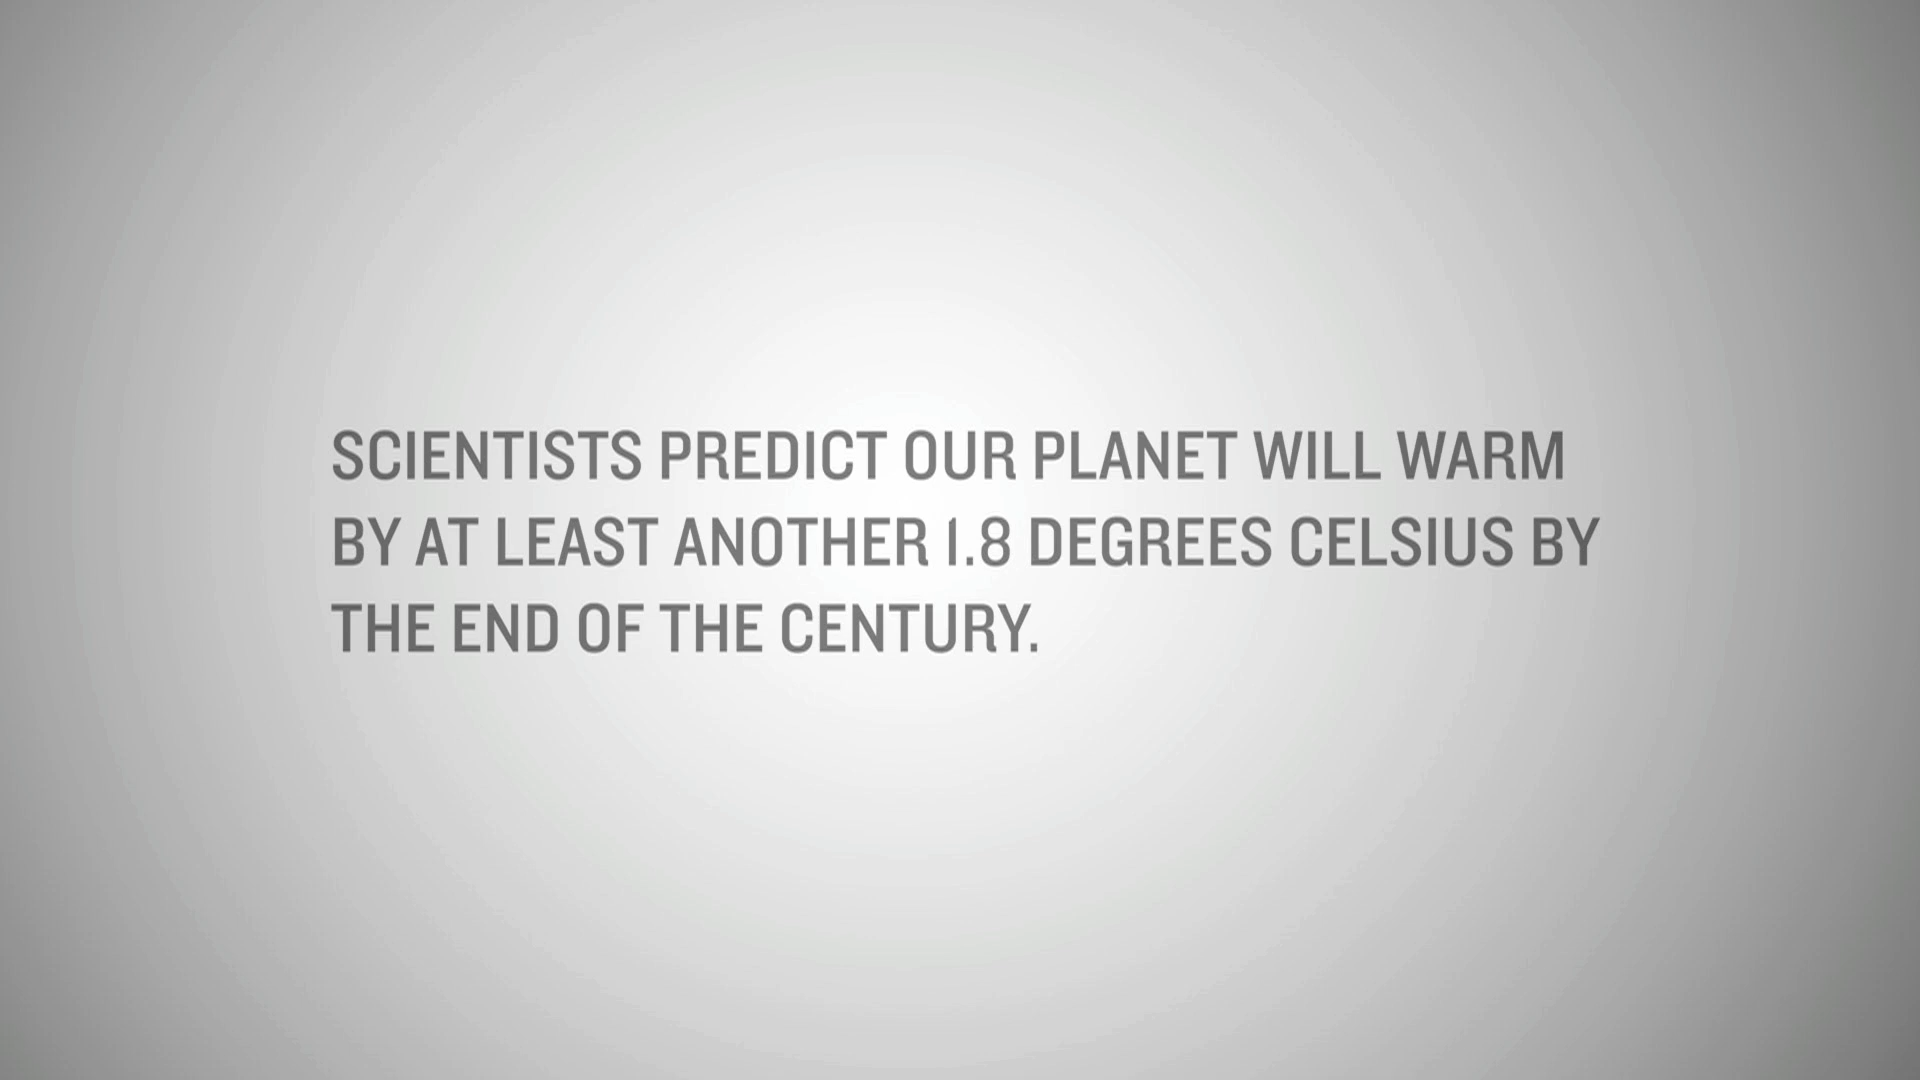 SCIENTISTS PREDICT OUR PLANET WILL WARM
BY AT LEAST ANOTHER 1.8 DEGREES CELSIUS BY
THE END OF THE CENTURY.